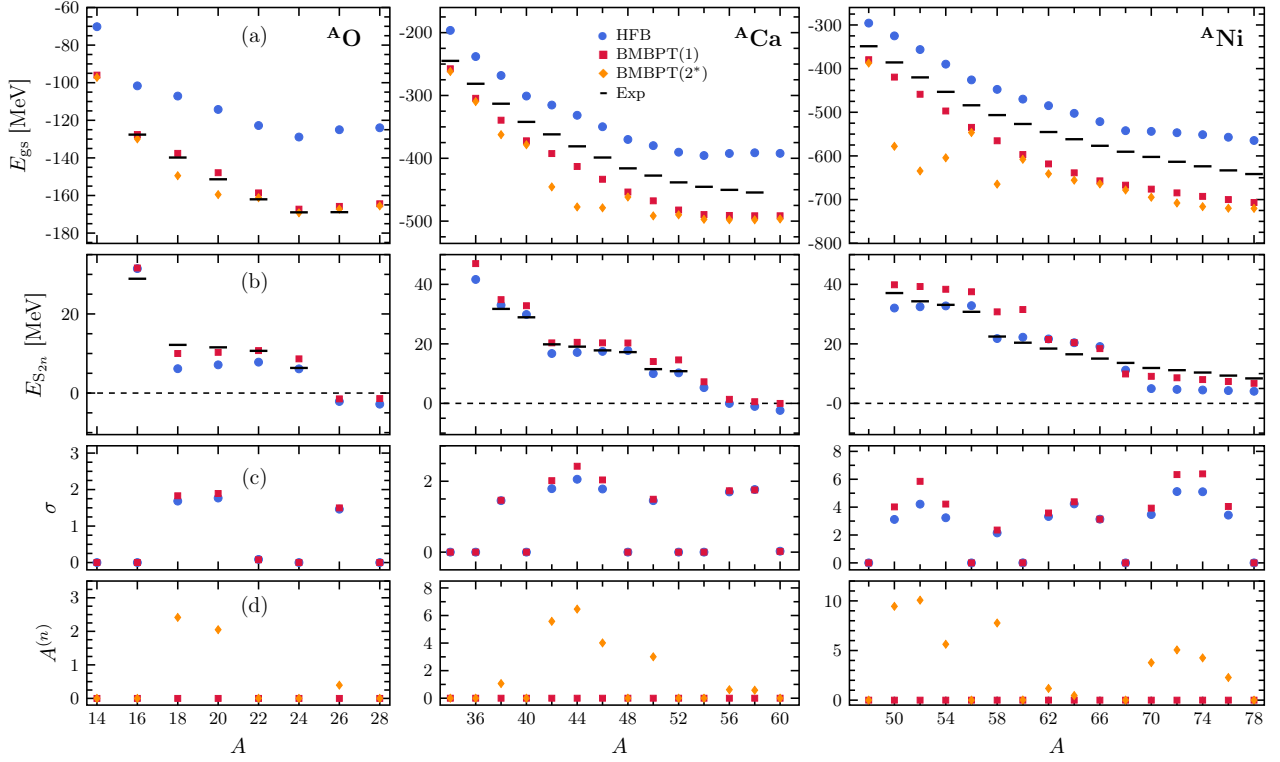 (a) ᴬO
ᴬCa
ᴬNi
HFB
BMBPT(1)
BMBPT(2*)
Exp
E_gs [MeV]
-60
-80
-100
-120
-140
-160
-180
-200
-300
-400
-500
-300
-400
-500
-600
-700
-800
(b)
E_S₂ₙ [MeV]
20
0
40
20
0
40
20
-0
(c)
σ
3
2
1
0
2
0
8
6
4
2
0
(d)
A⁽ⁿ⁾
3
2
1
0
8
6
4
2
0
10
5
0
14 16 18 20 22 24 26 28
36 40 44 48 52 56 60
50 54 58 62 66 70 74 78
A A A